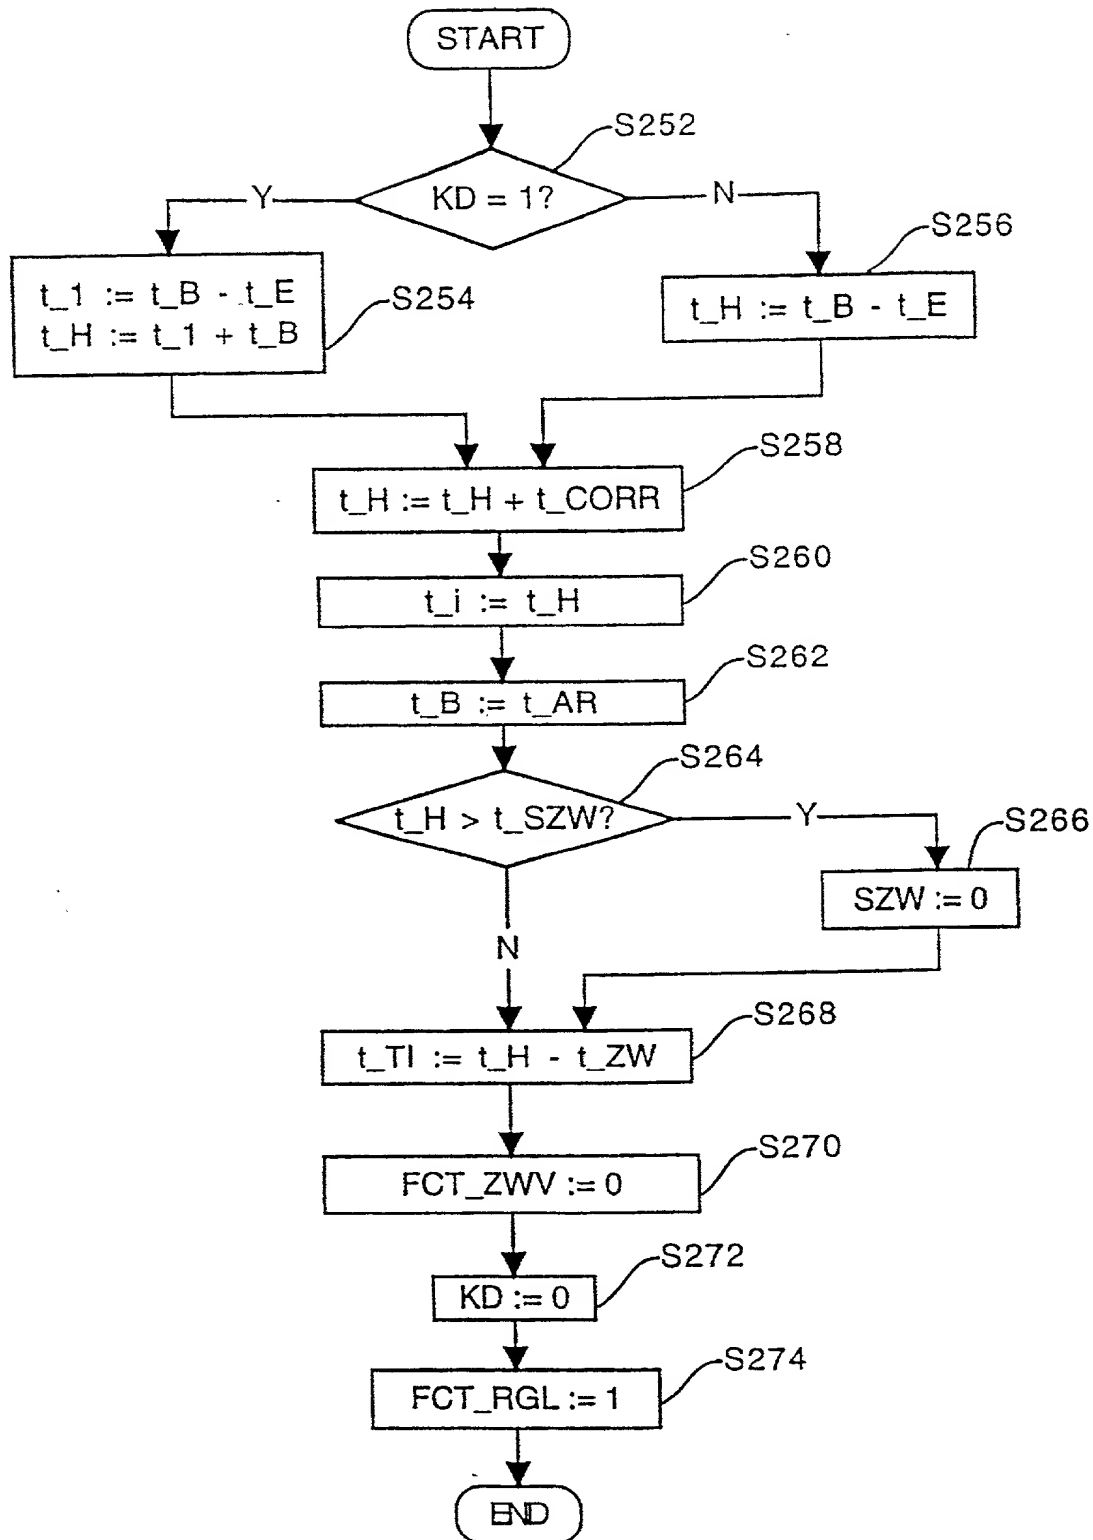 START
S252
KD = 1?
Y
N
S256
t_1 := t_B - t_E
t_H := t_1 + t_B
S254
t_H := t_B - t_E
S258
t_H := t_H + t_CORR
S260
t_i := t_H
S262
t_B := t_AR
S264
t_H > t_SZW?
Y
S266
SZW := 0
N
S268
t_TI := t_H - t_ZW
S270
FCT_ZWV := 0
S272
KD := 0
S274
FCT_RGL := 1
END